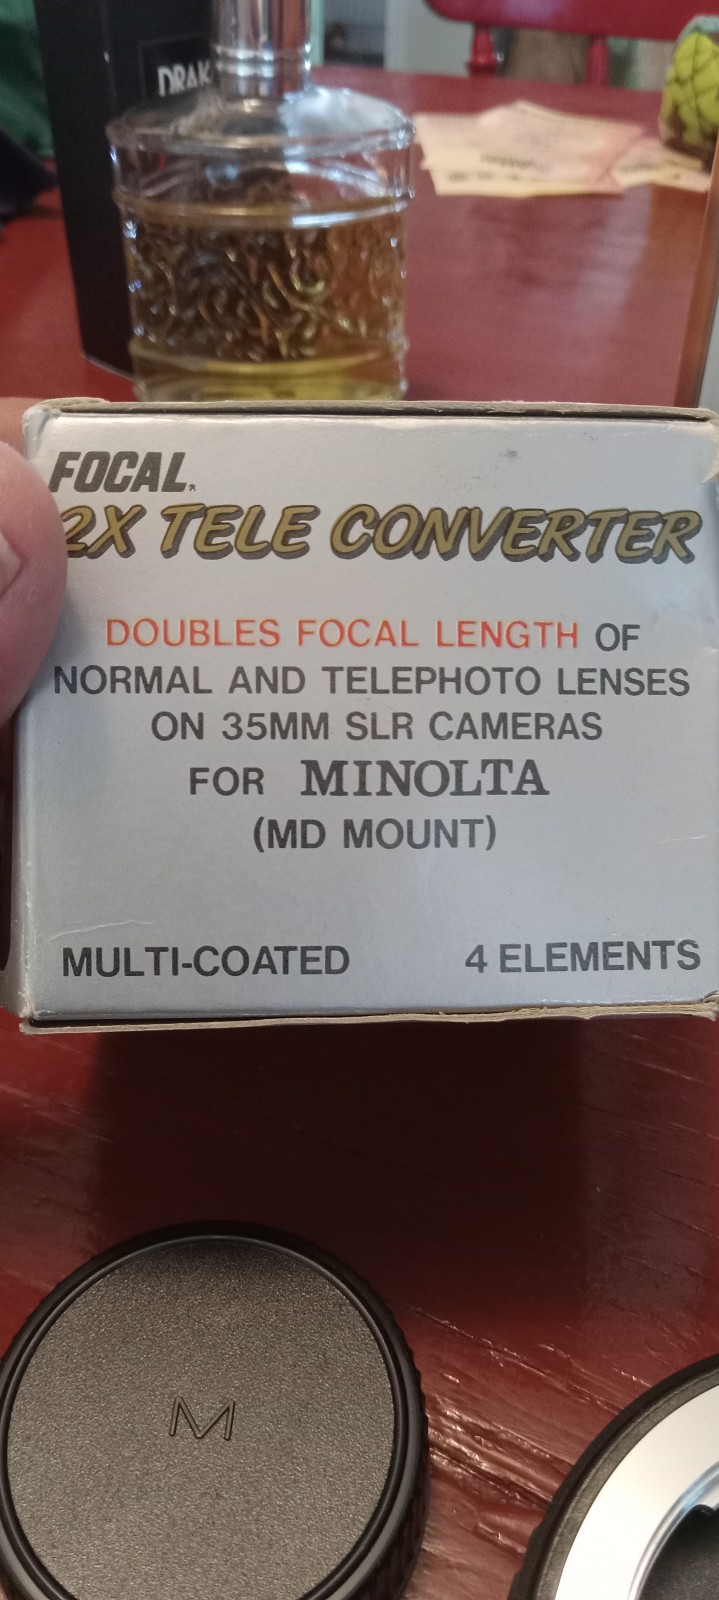 DRAK
FOCAL
2X TELE CONVERTER
DOUBLES FOCAL LENGTH OF
NORMAL AND TELEPHOTO LENSES
ON 35MM SLR CAMERAS
FOR MINOLTA
(MD MOUNT)
MULTI-COATED 4 ELEMENTS
M